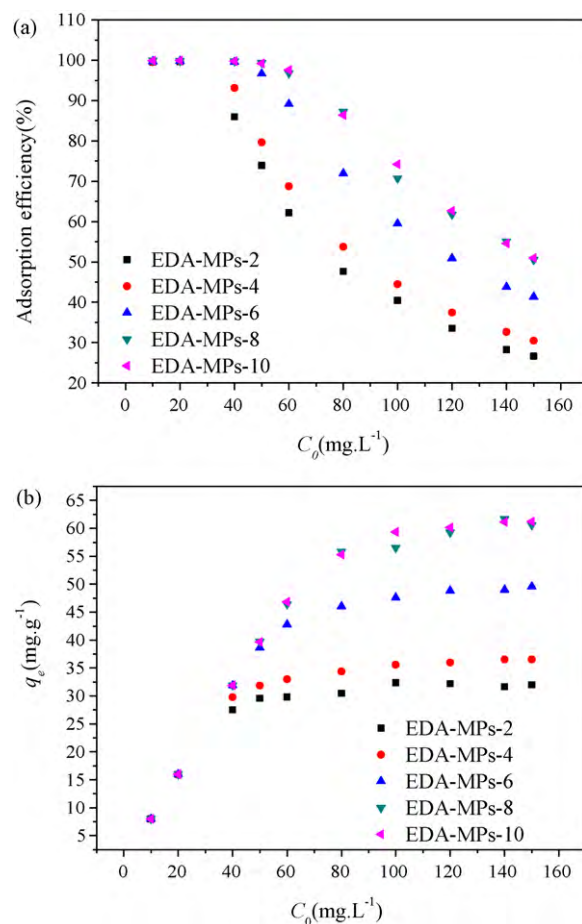 (a)
110
100
90
80
70
60
50
40
30
20
Adsorption efficiency(%)
EDA-MPs-2
EDA-MPs-4
EDA-MPs-6
EDA-MPs-8
EDA-MPs-10
0 20 40 60 80 100 120 140 160
C₀(mg.L⁻¹)
(b)
65
60
55
50
45
40
35
30
25
20
15
10
5
qₑ(mg.g⁻¹)
EDA-MPs-2
EDA-MPs-4
EDA-MPs-6
EDA-MPs-8
EDA-MPs-10
0 20 40 60 80 100 120 140 160
C₀(mg.L⁻¹)